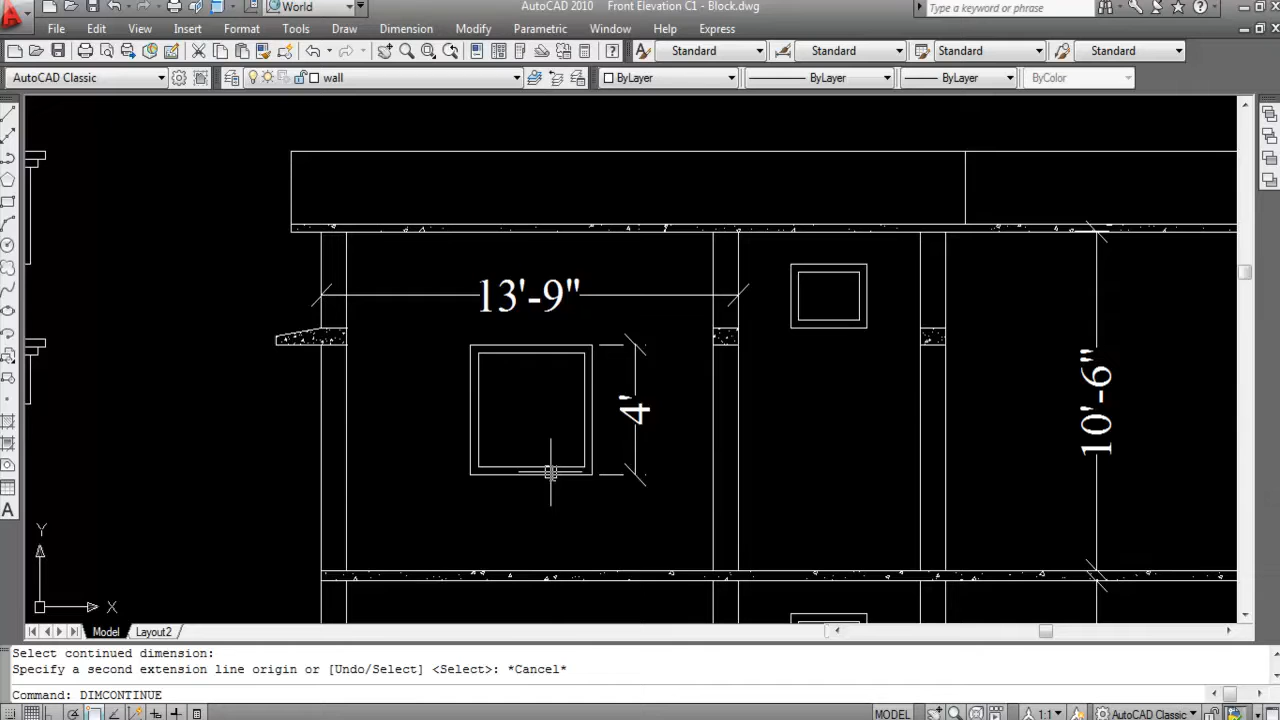 AutoCAD 2010 Front Elevation C1 - Block.dwg
World
Type a keyword or phrase
File Edit View Insert Format Tools Draw Dimension Modify Parametric Window Help Express
Standard Standard Standard Standard
AutoCAD Classic wall ByLayer ByLayer ByLayer ByColor
13'-9"
4'
10'-6"
Y
X
A
Model Layout2
Select continued dimension:
Specify a second extension line origin or [Undo/Select] <Select>: *Cancel*
Command: DIMCONTINUE
MODEL 1:1 AutoCAD Classic